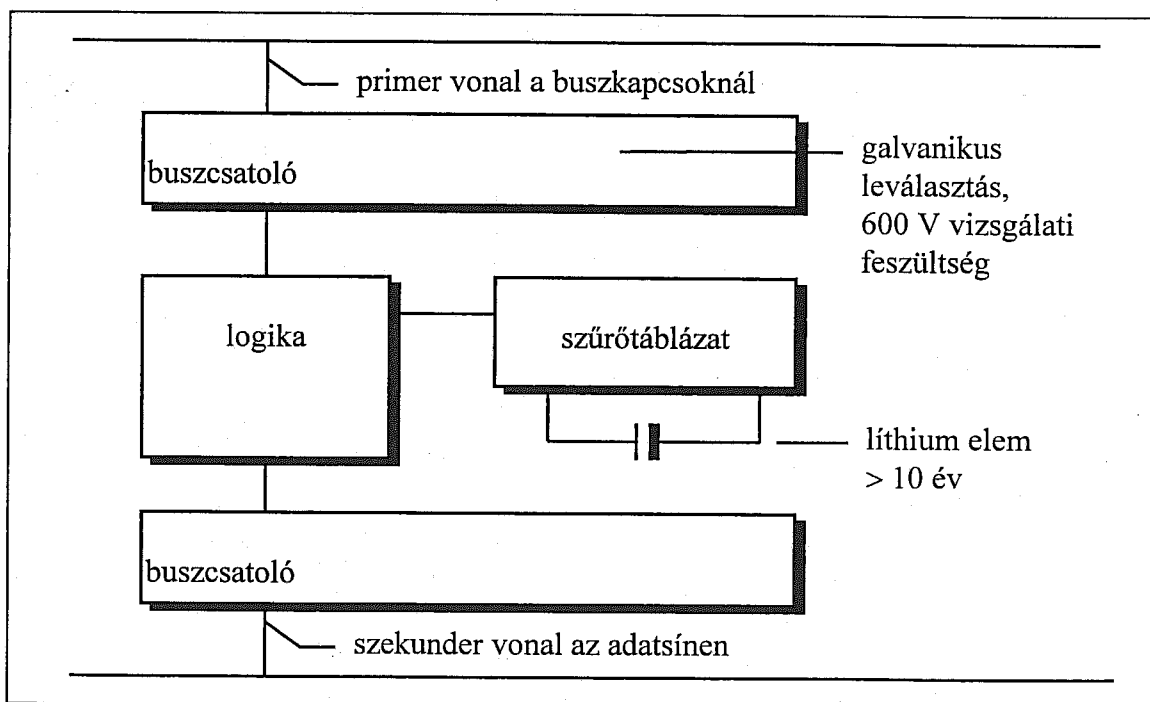 primer vonal a buszkapcsoknál
buszcsatoló
galvanikus
leválasztás,
600 V vizsgálati
feszültség
logika
szűrőtáblázat
líthium elem
> 10 év
buszcsatoló
szekunder vonal az adatsínen